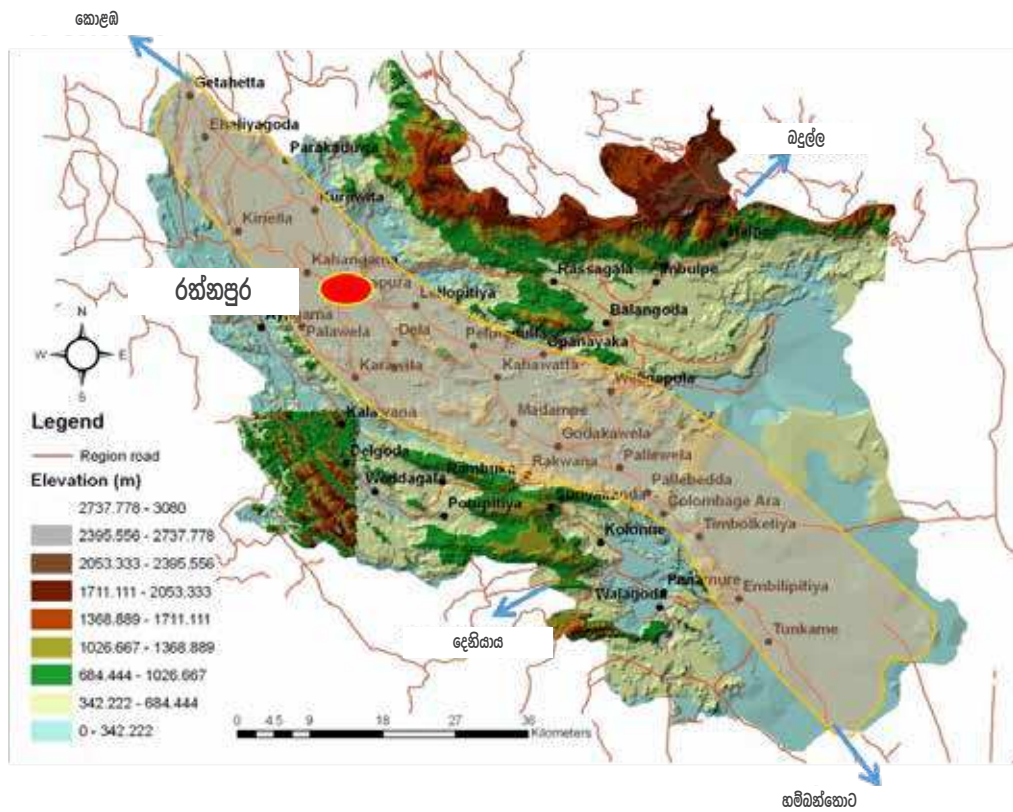 කොළඹ
Getahetta
Eheliyagoda
Parakaduwa
බදුල්ල
Kuruwita
Kiriella
Kahangama
Rassagala
Imbulpe
රත්නපුර
Lellopitiya
Balangoda
N
W E
S
Palawela
Dela
Opanayaka
Karawita
Kahawatta
Kalawana
Madampe
Godakawela
Legend
Region road
Elevation (m)
2737.778 - 3080
2395.556 - 2737.778
2053.333 - 2395.556
1711.111 - 2053.333
1368.889 - 1711.111
1026.667 - 1368.889
684.444 - 1026.667
342.222 - 684.444
0 - 342.222
Delgoda
Weddagala
Rambuka
Rakwana
Pallewela
Pallebedda
Potupitiya
Colombage Ara
Kolonne
Timbolketiya
Walagoda
Embilipitiya
Tunkame
දෙනියාය
0 4.5 9 18 27 36
Kilometers
හම්බන්තොට